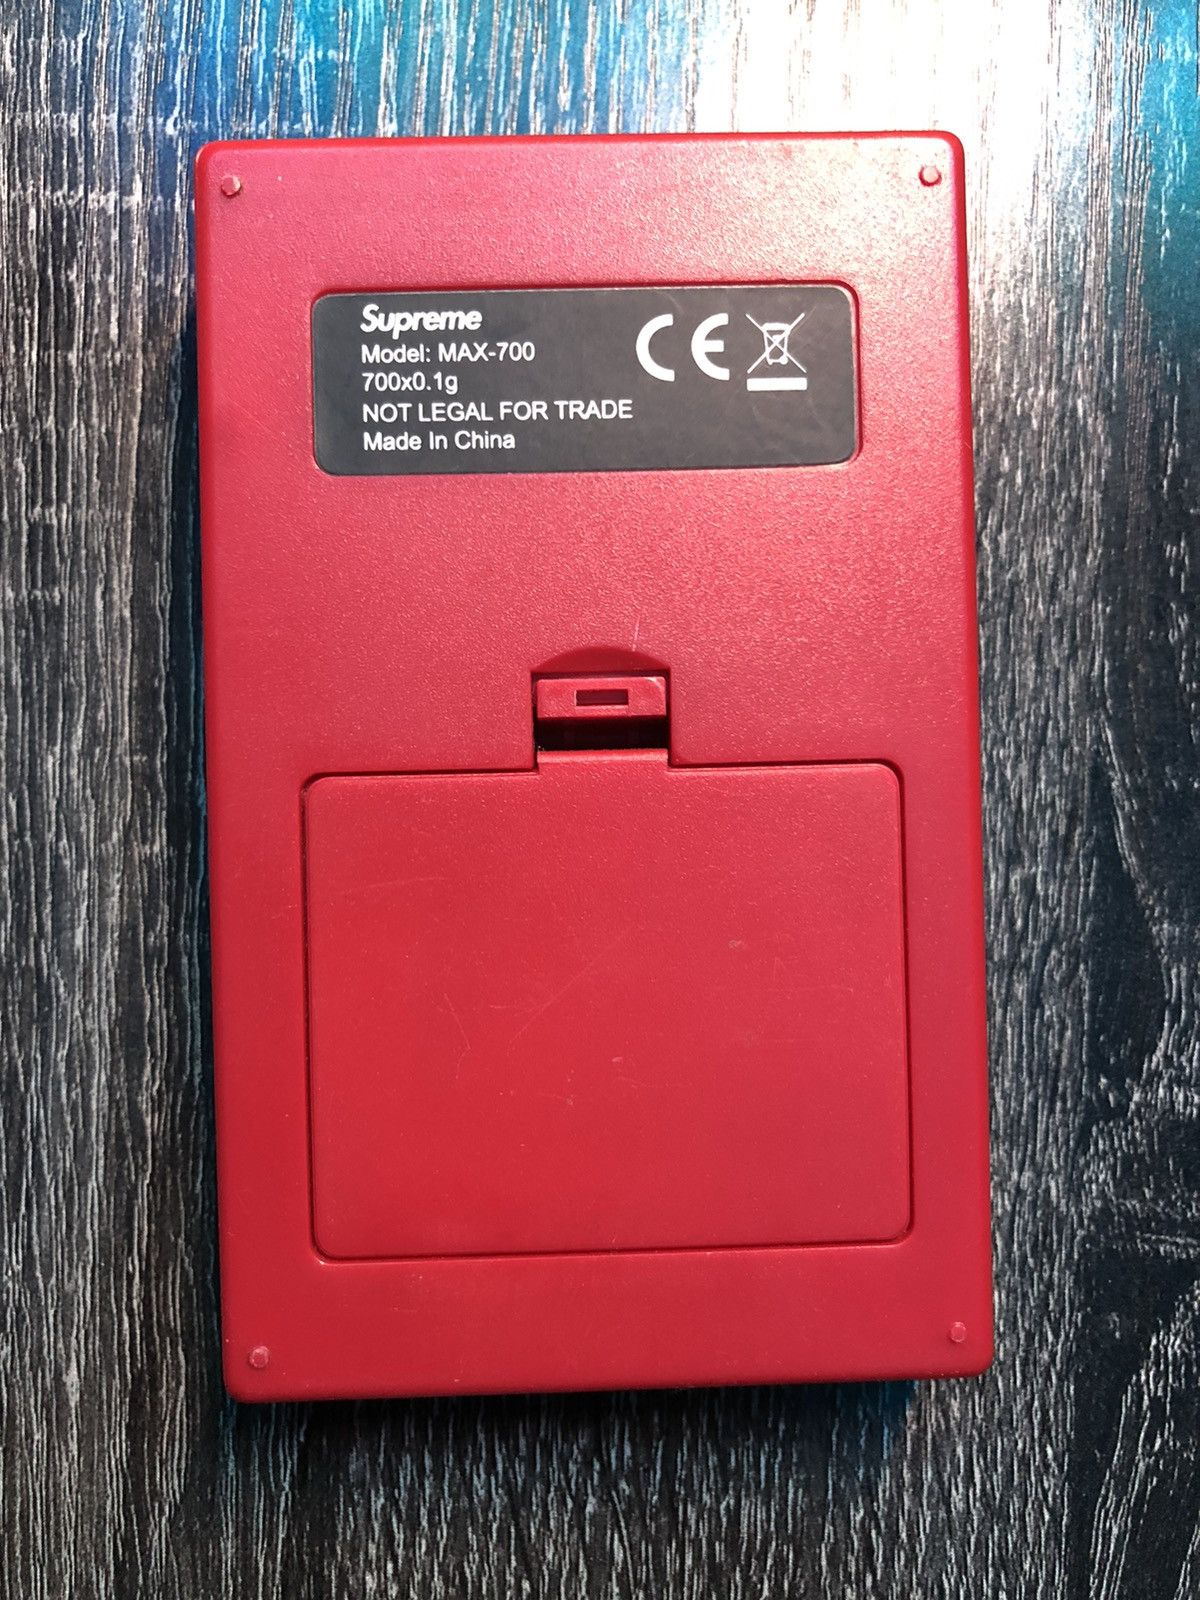 Supreme
Model: MAX-700
700x0.1g
NOT LEGAL FOR TRADE
Made In China
CE